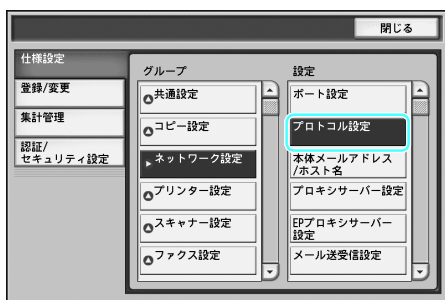 閉じる
仕様設定
登録/変更
集計管理
認証/
セキュリティ設定
グループ
共通設定
コピー設定
ネットワーク設定
プリンター設定
スキャナー設定
ファクス設定
設定
ポート設定
プロトコル設定
本体メールアドレス
/ホスト名
プロキシサーバー設定
EPプロキシサーバー
設定
メール送受信設定